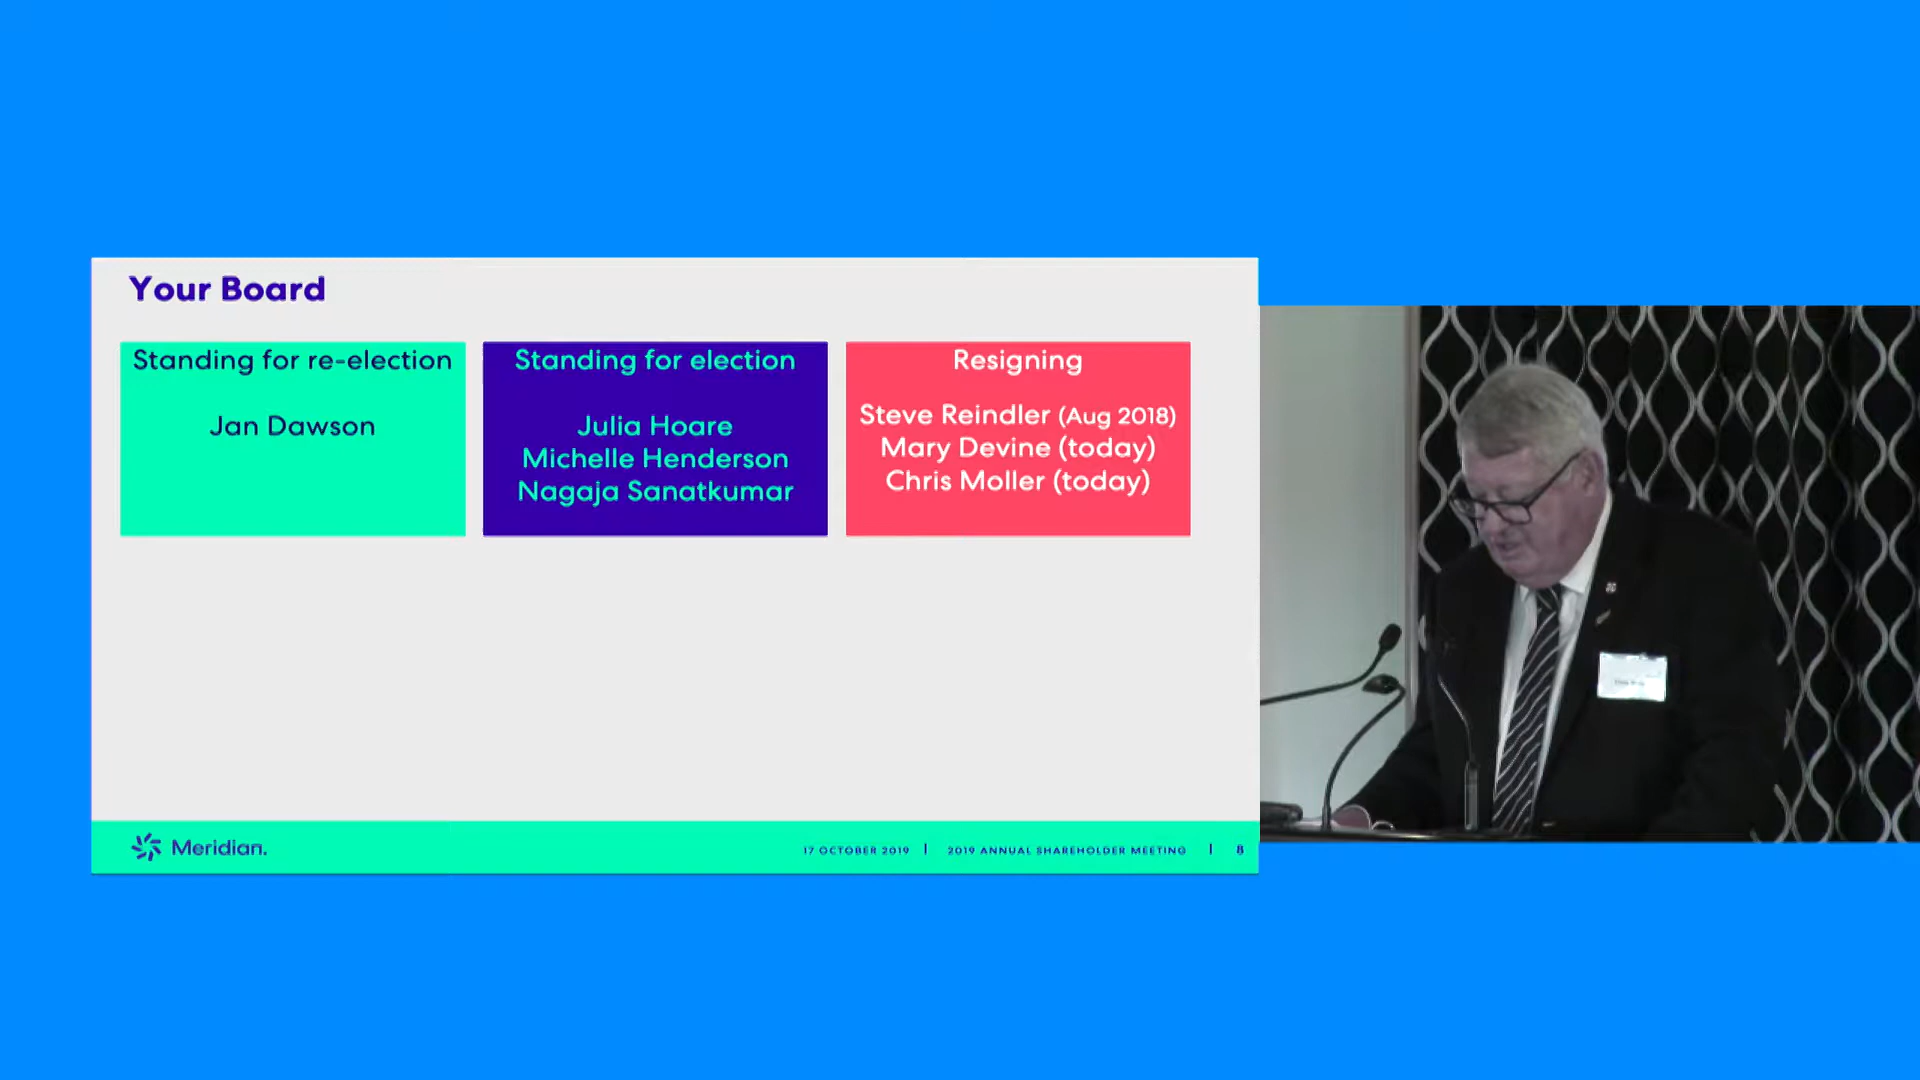 Your Board
Standing for re-election
Jan Dawson
Standing for election
Julia Hoare
Michelle Henderson
Nagaja Sanatkumar
Resigning
Steve Reindler (Aug 2018)
Mary Devine (today)
Chris Moller (today)
Meridian.
17 OCTOBER 2019 | 2019 ANNUAL SHAREHOLDER MEETING | 8